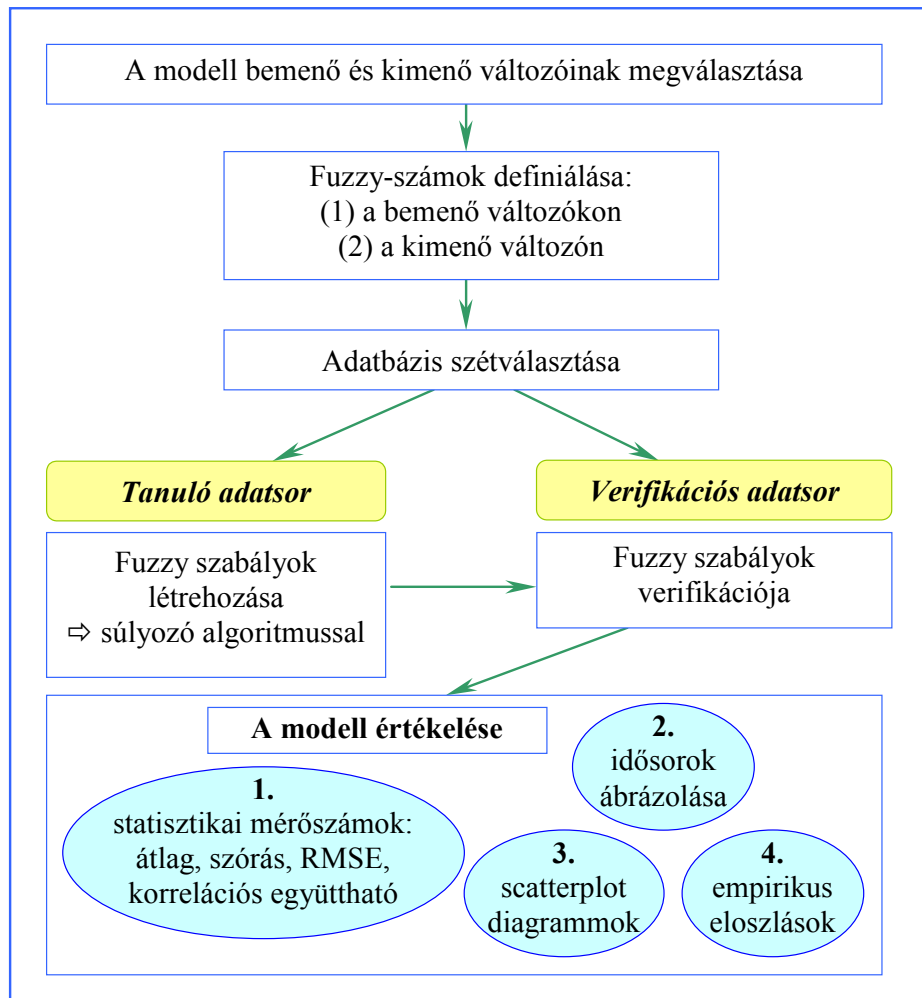 A modell bemenő és kimenő változóinak megválasztása
Fuzzy-számok definiálása:
(1) a bemenő változókon
(2) a kimenő változón
Adatbázis szétválasztása
Tanuló adatsor
Fuzzy szabályok
létrehozása
⇨ súlyozó algoritmussal
Verifikációs adatsor
Fuzzy szabályok
verifikációja
A modell értékelése
1.
statisztikai mérőszámok:
átlag, szórás, RMSE,
korrelációs együttható
2.
idősorok
ábrázolása
3.
scatterplot
diagrammok
4.
empirikus
eloszlások